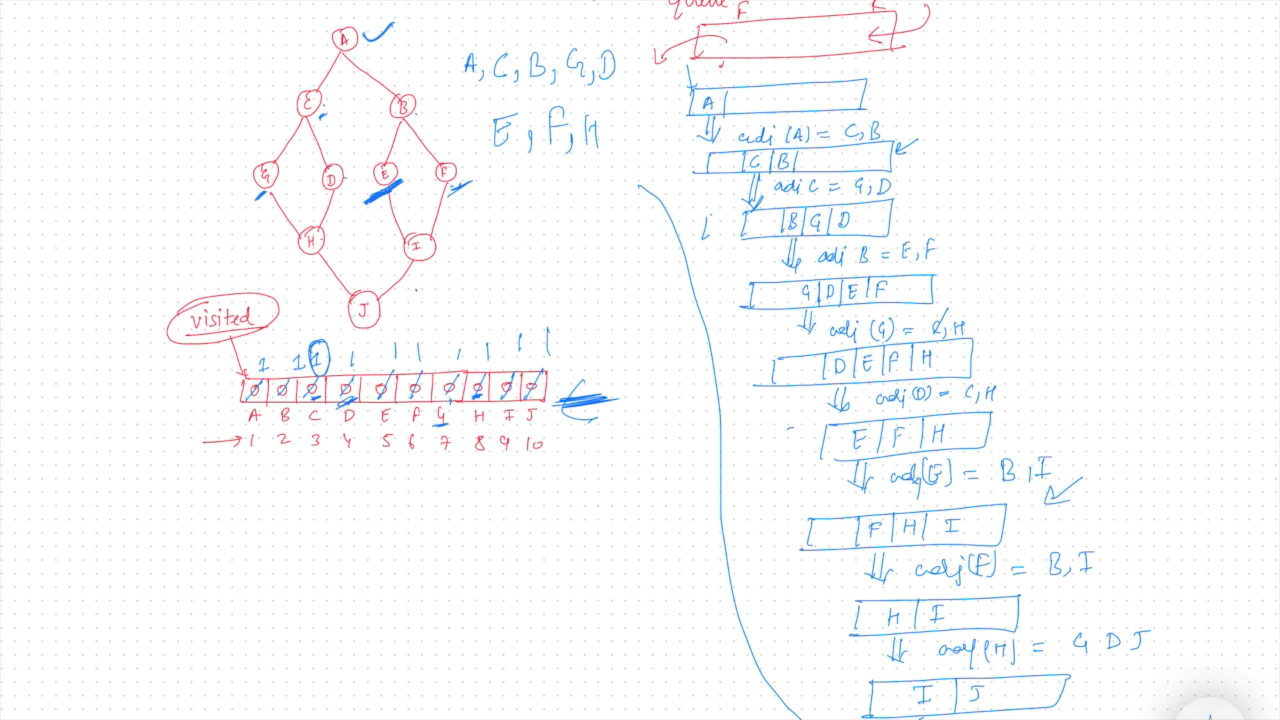 queue
F
A
A, C, B, G, D
E, F, H
C
B
G
D
E
F
H
I
J
visited
1 1 1 1 1 1 1 1 1 1
0 0 0 0 0 0 0 0 0 0
A B C D E F G H I J
1 2 3 4 5 6 7 8 9 10
A
adj (A) = C, B
C B
adj C = G, D
B G D
adj B = E, F
G D E F
adj (G) = C, H
D E F H
adj (D) = C, H
E F H
adj (E) = B, I
F H I
adj (F) = B, I
H I
adj (H) = G D J
I J